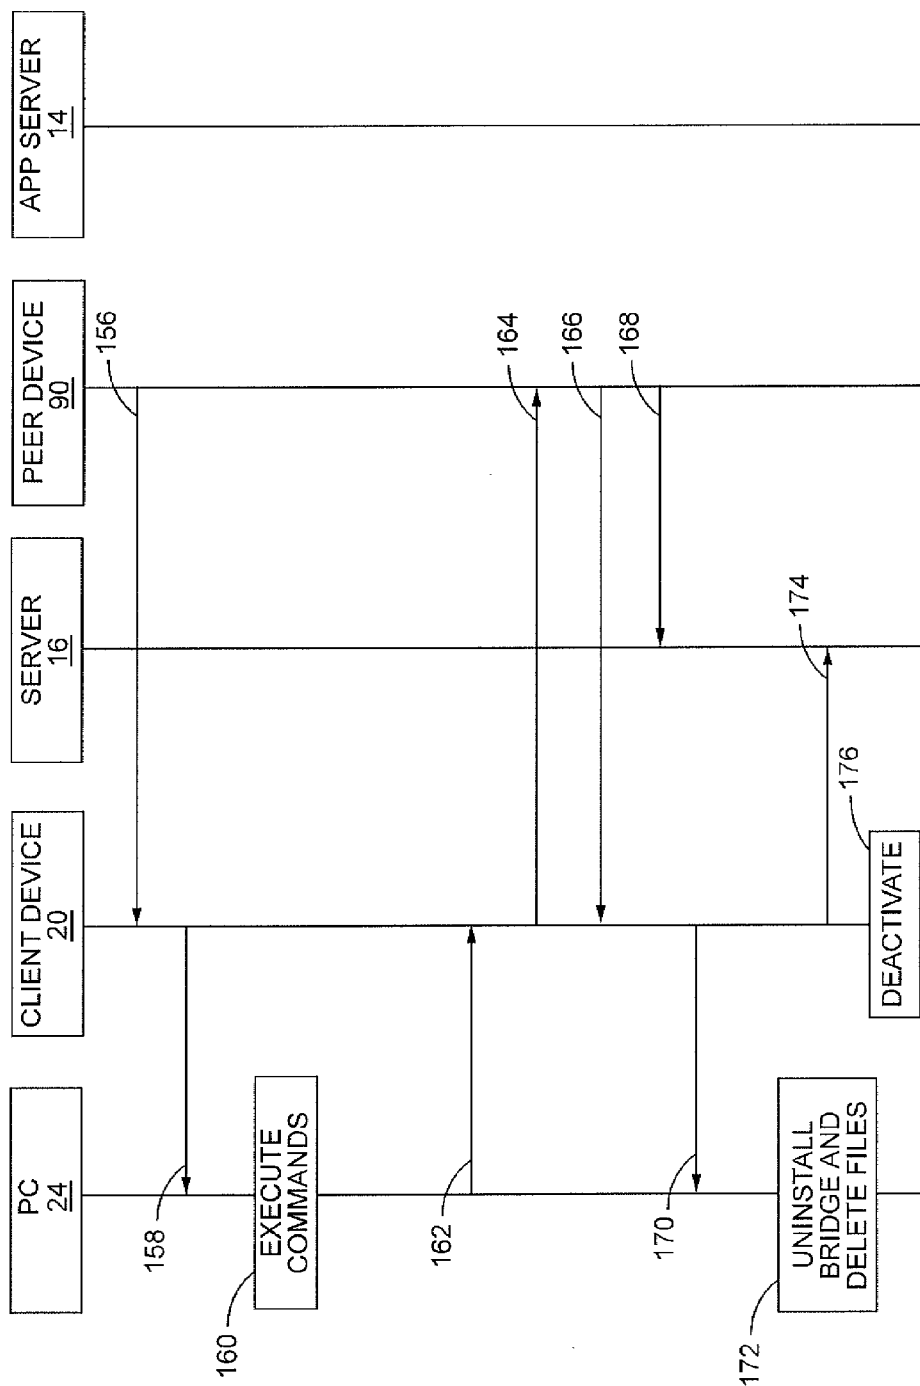 PC
24
CLIENT DEVICE
20
SERVER
16
PEER DEVICE
90
APP SERVER
14
156
158
160
EXECUTE
COMMANDS
162
164
166
168
170
172
UNINSTALL
BRIDGE AND
DELETE FILES
174
176
DEACTIVATE